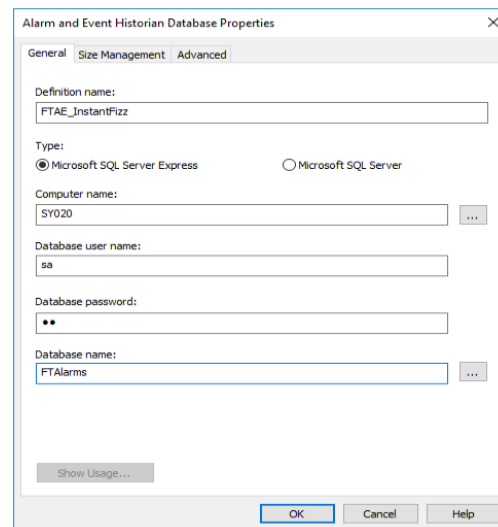 Alarm and Event Historian Database Properties
General Size Management Advanced
Definition name:
FTAE_InstantFizz
Type:
Microsoft SQL Server Express Microsoft SQL Server
Computer name:
SY020
...
Database user name:
sa
Database password:
••
Database name:
FTAlarms
...
Show Usage...
OK Cancel Help